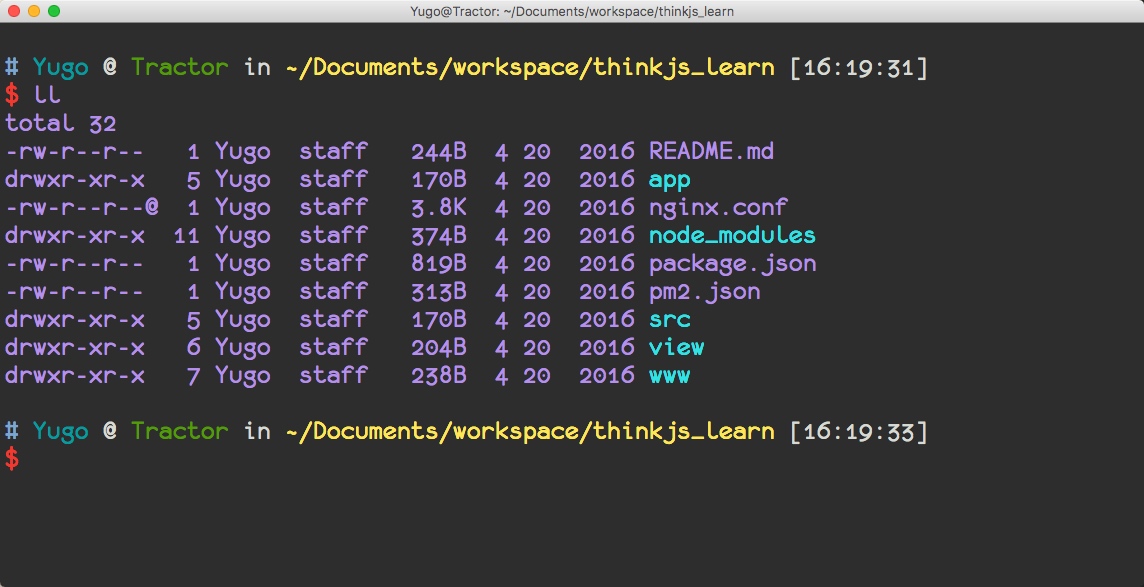 Yugo@Tractor: ~/Documents/workspace/thinkjs_learn
# Yugo @ Tractor in ~/Documents/workspace/thinkjs_learn [16:19:31]
$ ll
total 32
-rw-r--r--   1 Yugo  staff   244B  4 20  2016 README.md
drwxr-xr-x   5 Yugo  staff   170B  4 20  2016 app
-rw-r--r--@  1 Yugo  staff   3.8K  4 20  2016 nginx.conf
drwxr-xr-x  11 Yugo  staff   374B  4 20  2016 node_modules
-rw-r--r--   1 Yugo  staff   819B  4 20  2016 package.json
-rw-r--r--   1 Yugo  staff   313B  4 20  2016 pm2.json
drwxr-xr-x   5 Yugo  staff   170B  4 20  2016 src
drwxr-xr-x   6 Yugo  staff   204B  4 20  2016 view
drwxr-xr-x   7 Yugo  staff   238B  4 20  2016 www
# Yugo @ Tractor in ~/Documents/workspace/thinkjs_learn [16:19:33]
$